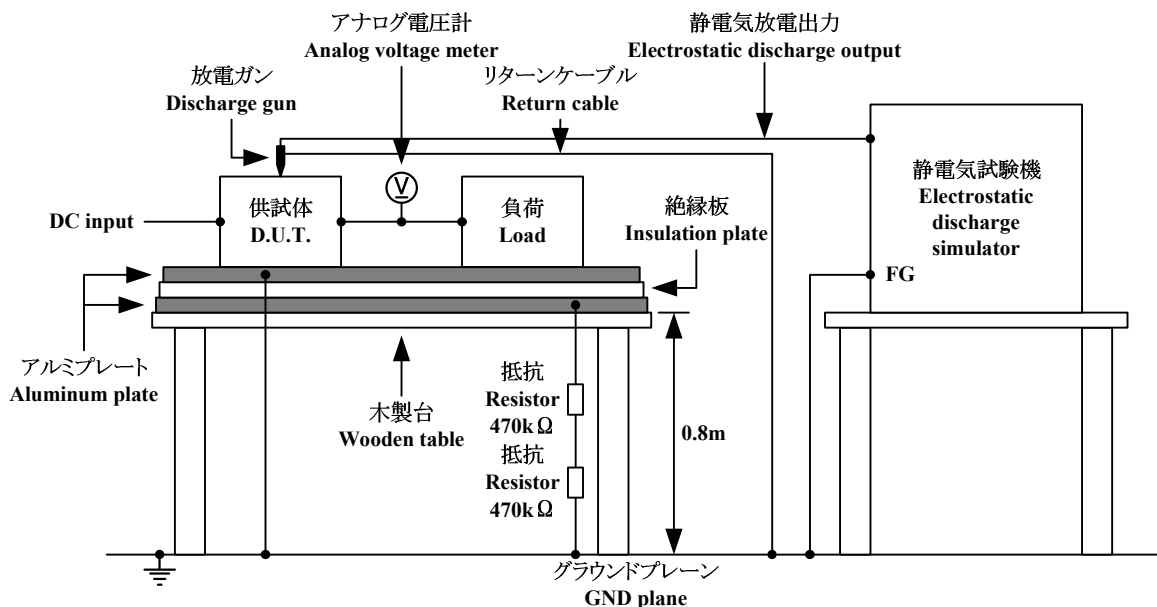 アナログ電圧計
Analog voltage meter
静電気放電出力
Electrostatic discharge output
放電ガン
Discharge gun
リターンケーブル
Return cable
V
DC input
供試体
D.U.T.
負荷
Load
絶縁板
Insulation plate
静電気試験機
Electrostatic
discharge
simulator
FG
アルミプレート
Aluminum plate
木製台
Wooden table
抵抗
Resistor
470kΩ
抵抗
Resistor
470kΩ
0.8m
グラウンドプレーン
GND plane